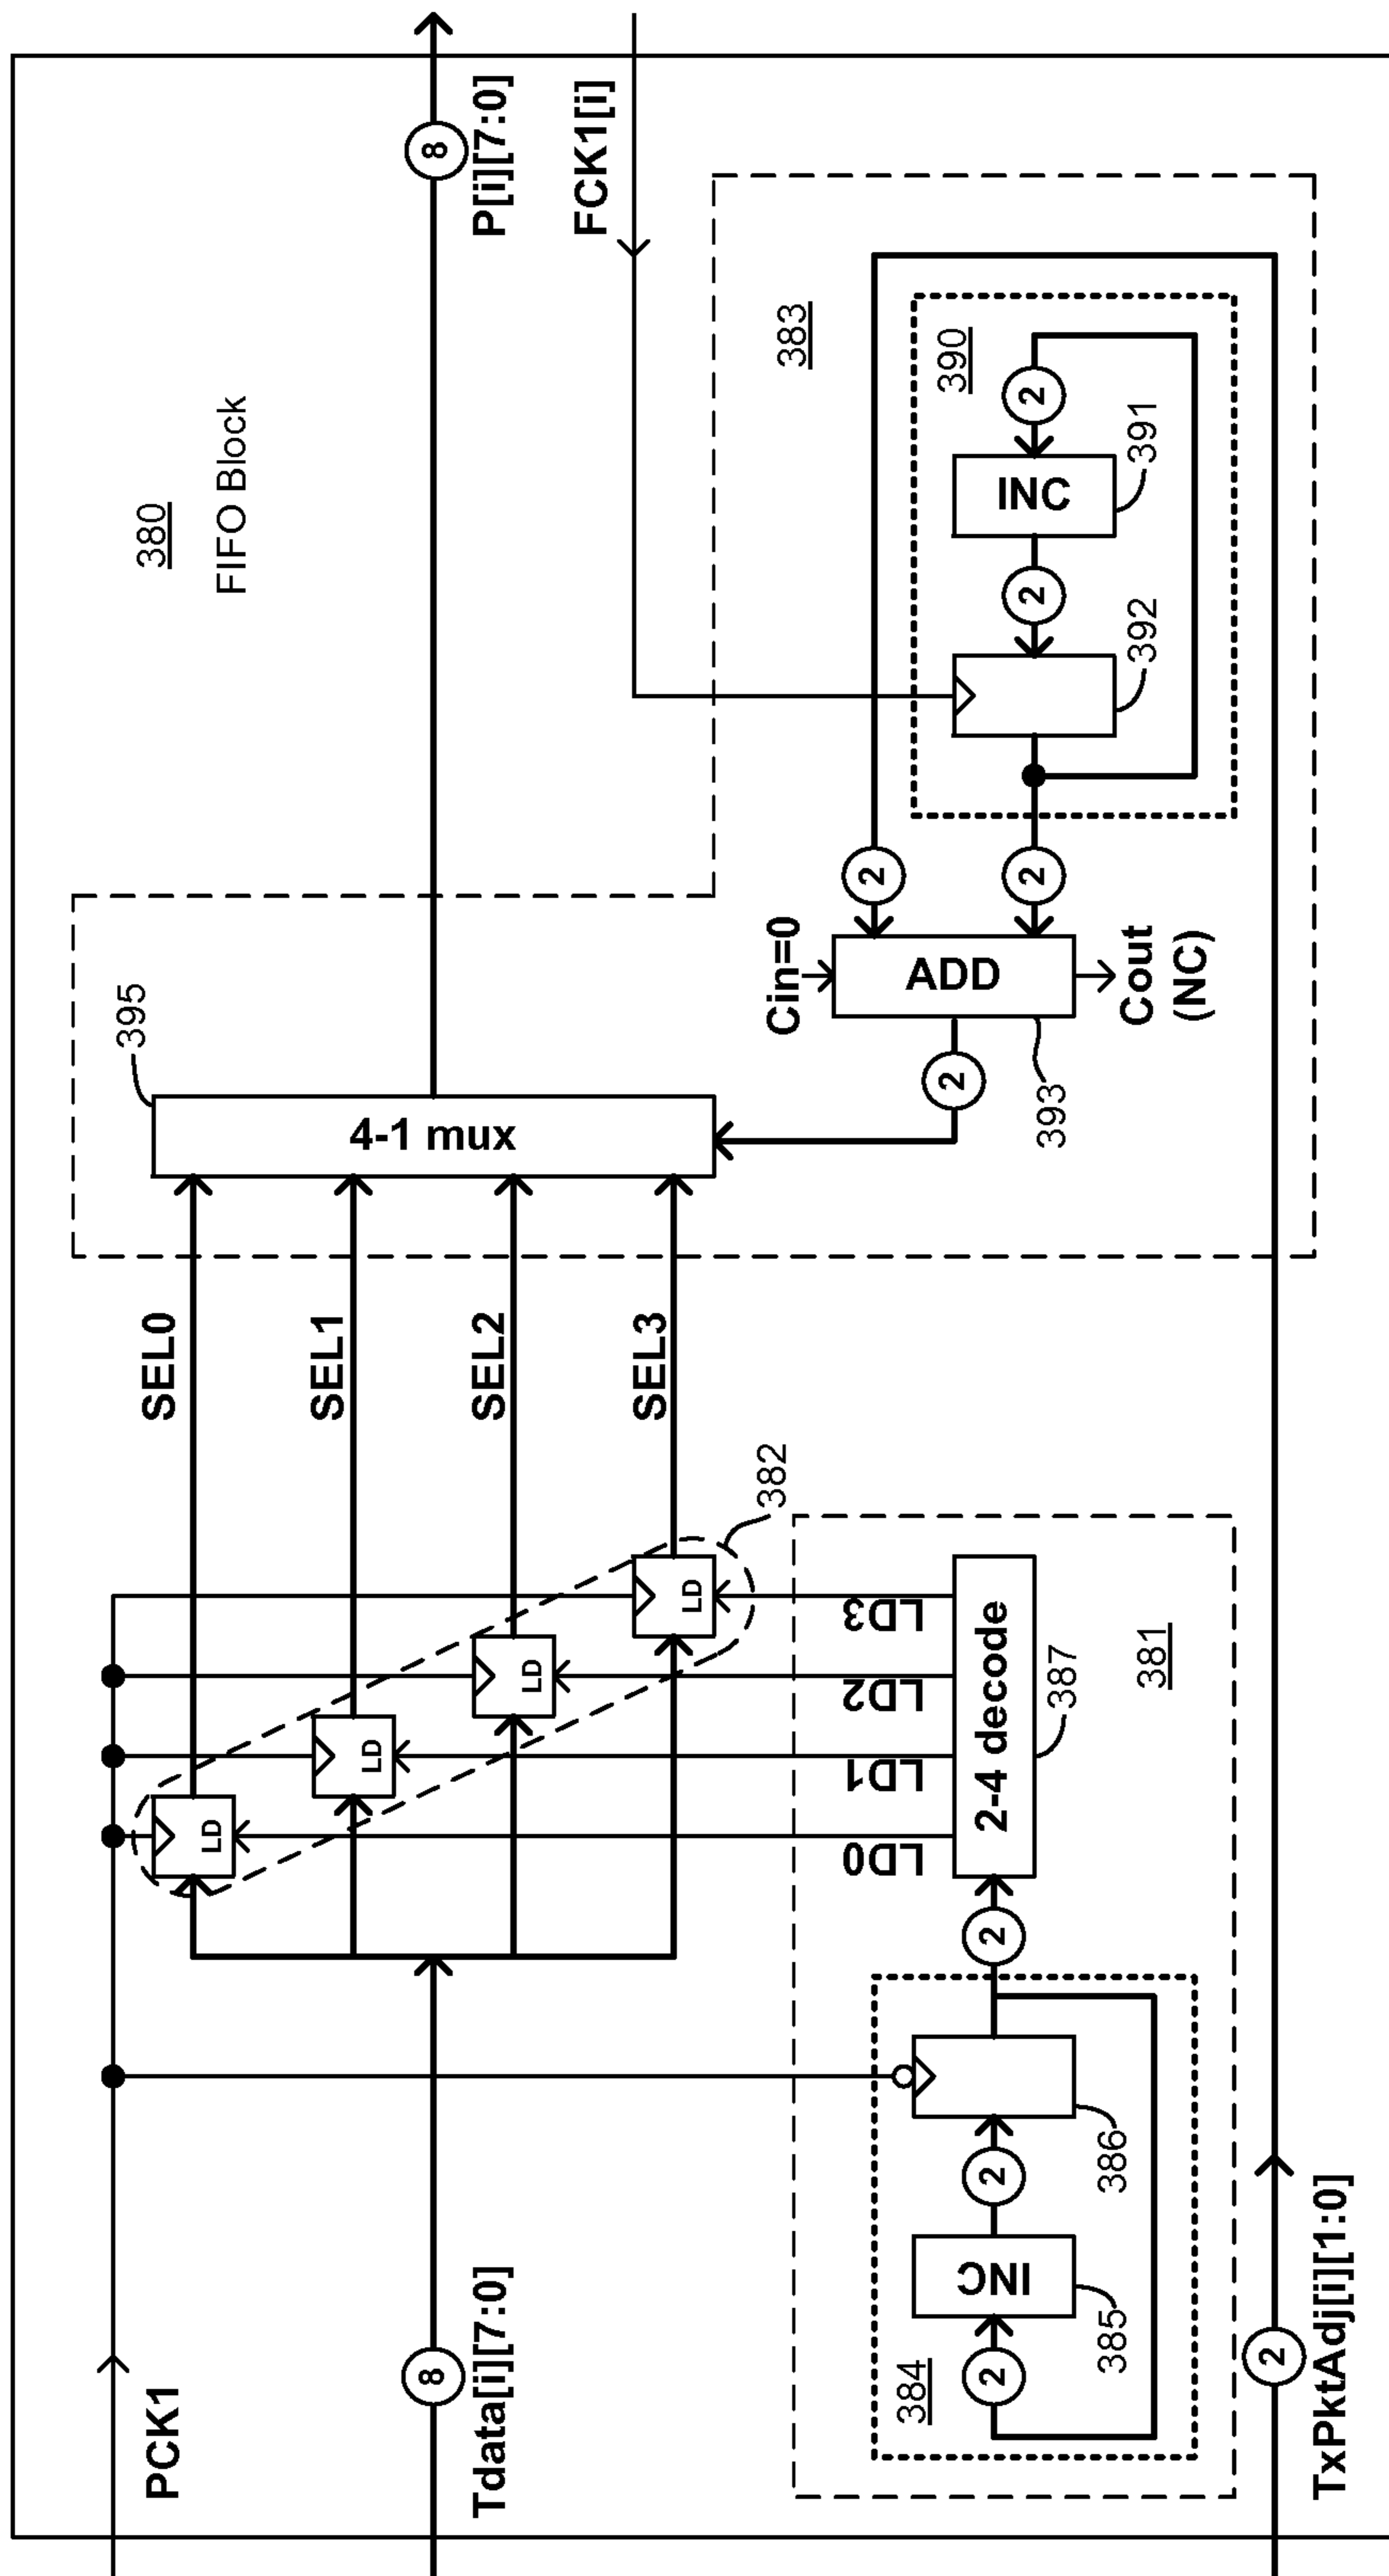 380
FIFO Block
PCK1
Tdata[i][7:0]
8
LD
LD
LD
LD
382
SEL0
SEL1
SEL2
SEL3
4-1 mux
395
8
P[i][7:0]
FCK1[i]
384
2
INC
385
2
386
2
2-4 decode
387
LD0
LD1
LD2
LD3
381
Cin=0
ADD
393
2
Cout
(NC)
2
2
383
390
392
2
INC
391
2
2
TxPktAdj[i][1:0]